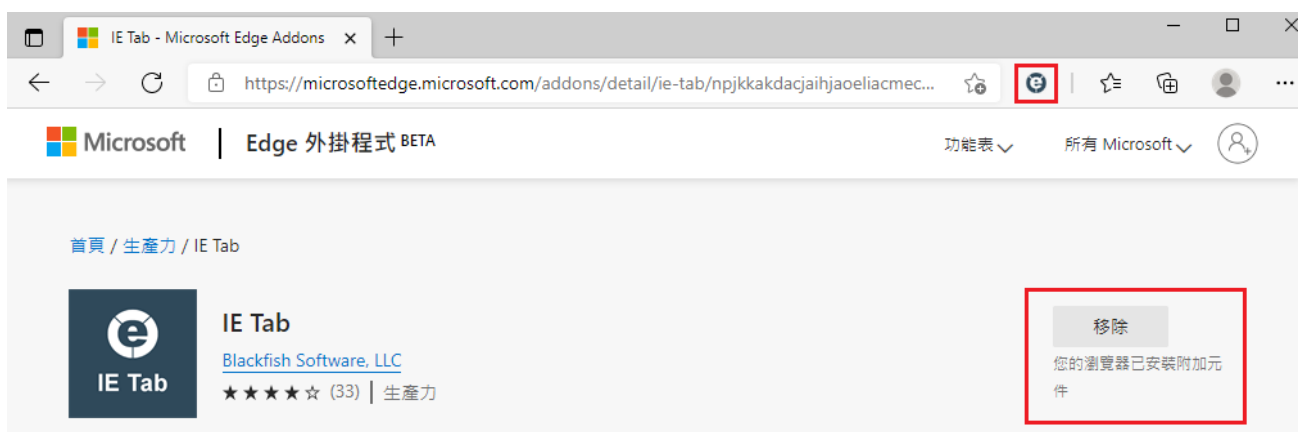 IE Tab - Microsoft Edge Addons
https://microsoftedge.microsoft.com/addons/detail/ie-tab/npjkkakdacjaihjaoeliacmec...
Microsoft | Edge 外掛程式 BETA
功能表
所有 Microsoft
首頁 / 生產力 / IE Tab
IE Tab
IE Tab
Blackfish Software, LLC
★★★★☆ (33) | 生產力
移除
您的瀏覽器已安裝附加元
件